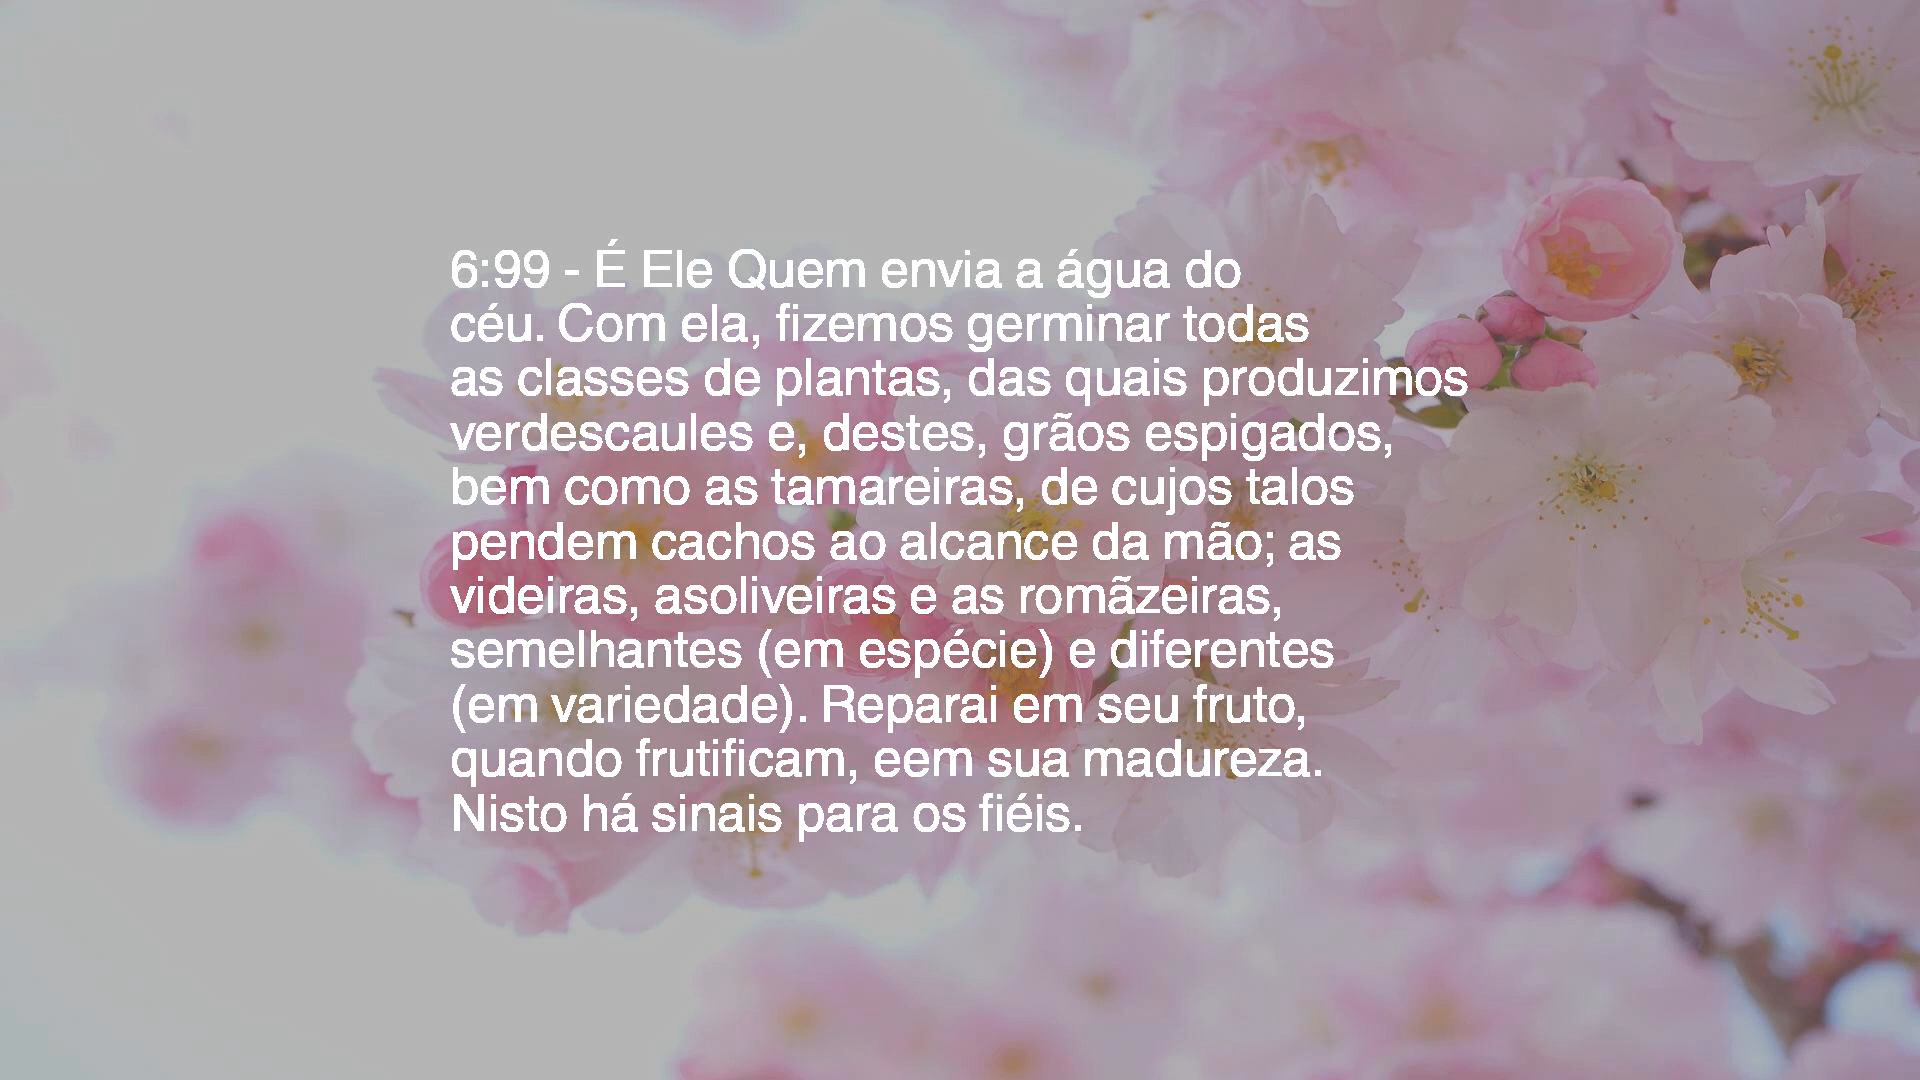 6:99 - É Ele Quem envia a água do
céu. Com ela, fizemos germinar todas
as classes de plantas, das quais produzimos
verdescaules e, destes, grãos espigados,
bem como as tamareiras, de cujos talos
pendem cachos ao alcance da mão; as
videiras, asoliveiras e as romãzeiras,
semelhantes (em espécie) e diferentes
(em variedade). Reparai em seu fruto,
quando frutificam, eem sua madureza.
Nisto há sinais para os fiéis.